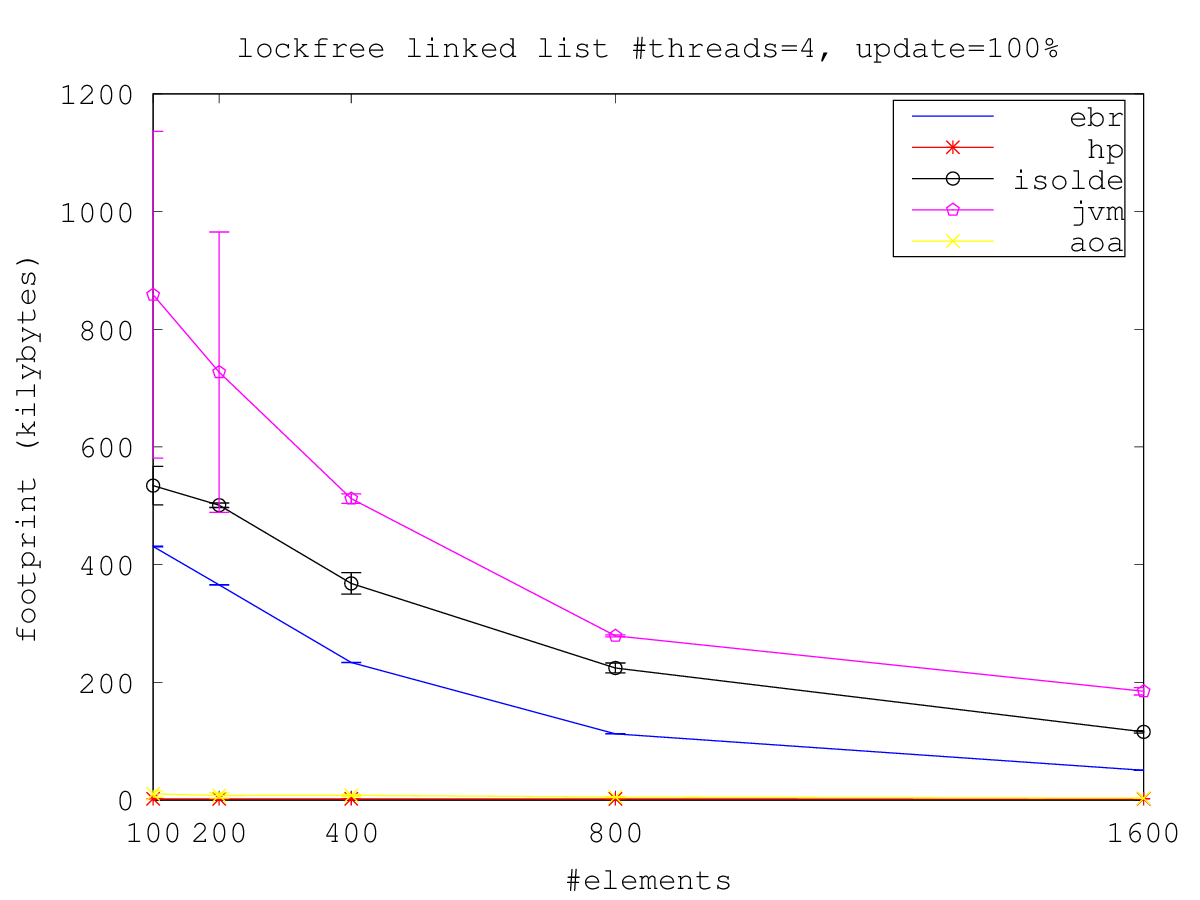 lockfree linked list #threads=4, update=100%
1200
1000
800
600
400
200
0
footprint (kilybytes)
ebr
hp
isolde
jvm
aoa
100 200 400 800 1600
#elements